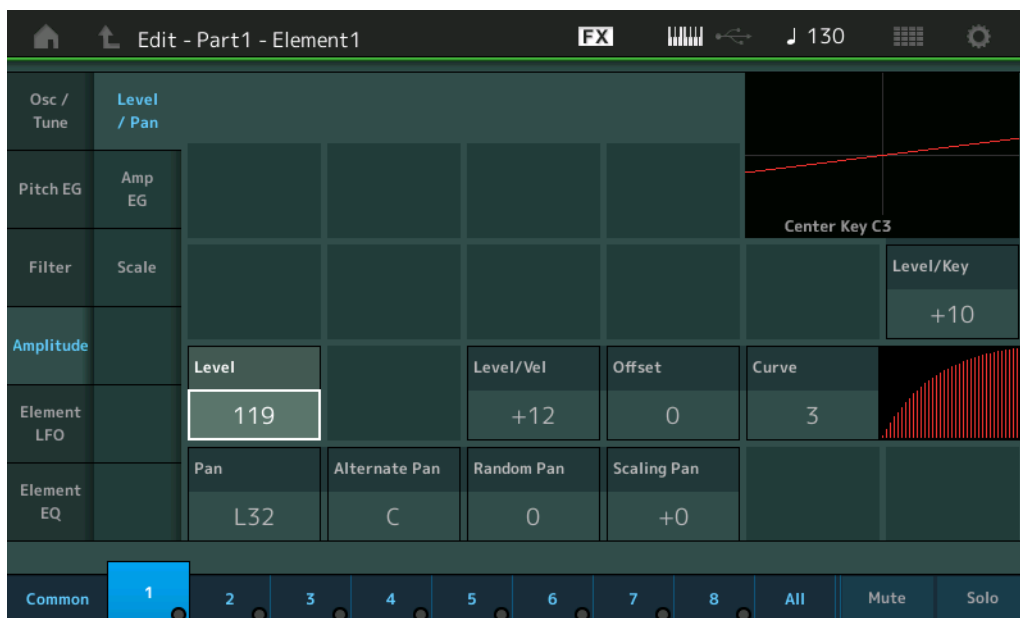 Edit - Part1 - Element1
FX
130
Osc /
Tune
Level
/ Pan
Pitch EG
Amp
EG
Center Key C3
Filter
Scale
Level/Key
+10
Amplitude
Level
Level/Vel
Offset
Curve
119
+12
0
3
Element
LFO
Pan
Alternate Pan
Random Pan
Scaling Pan
Element
EQ
L32
C
0
+0
Common
1
2
3
4
5
6
7
8
All
Mute
Solo